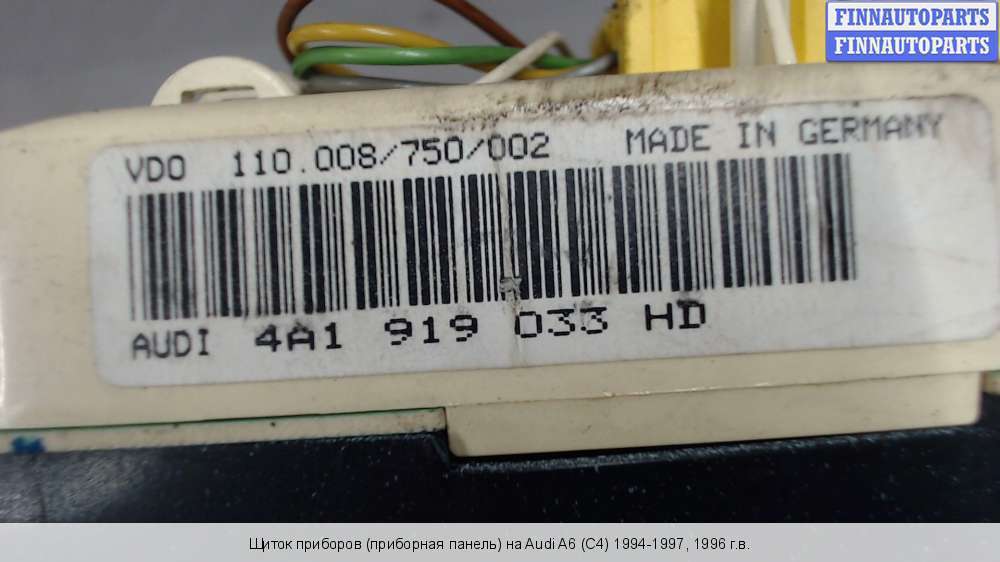 FINNAUTOPARTS
FINNAUTOPARTS
VDO 110.008/750/002 MADE IN GERMANY
AUDI 4A1 919 033 HD
Щиток приборов (приборная панель) на Audi A6 (C4) 1994-1997, 1996 г.в.